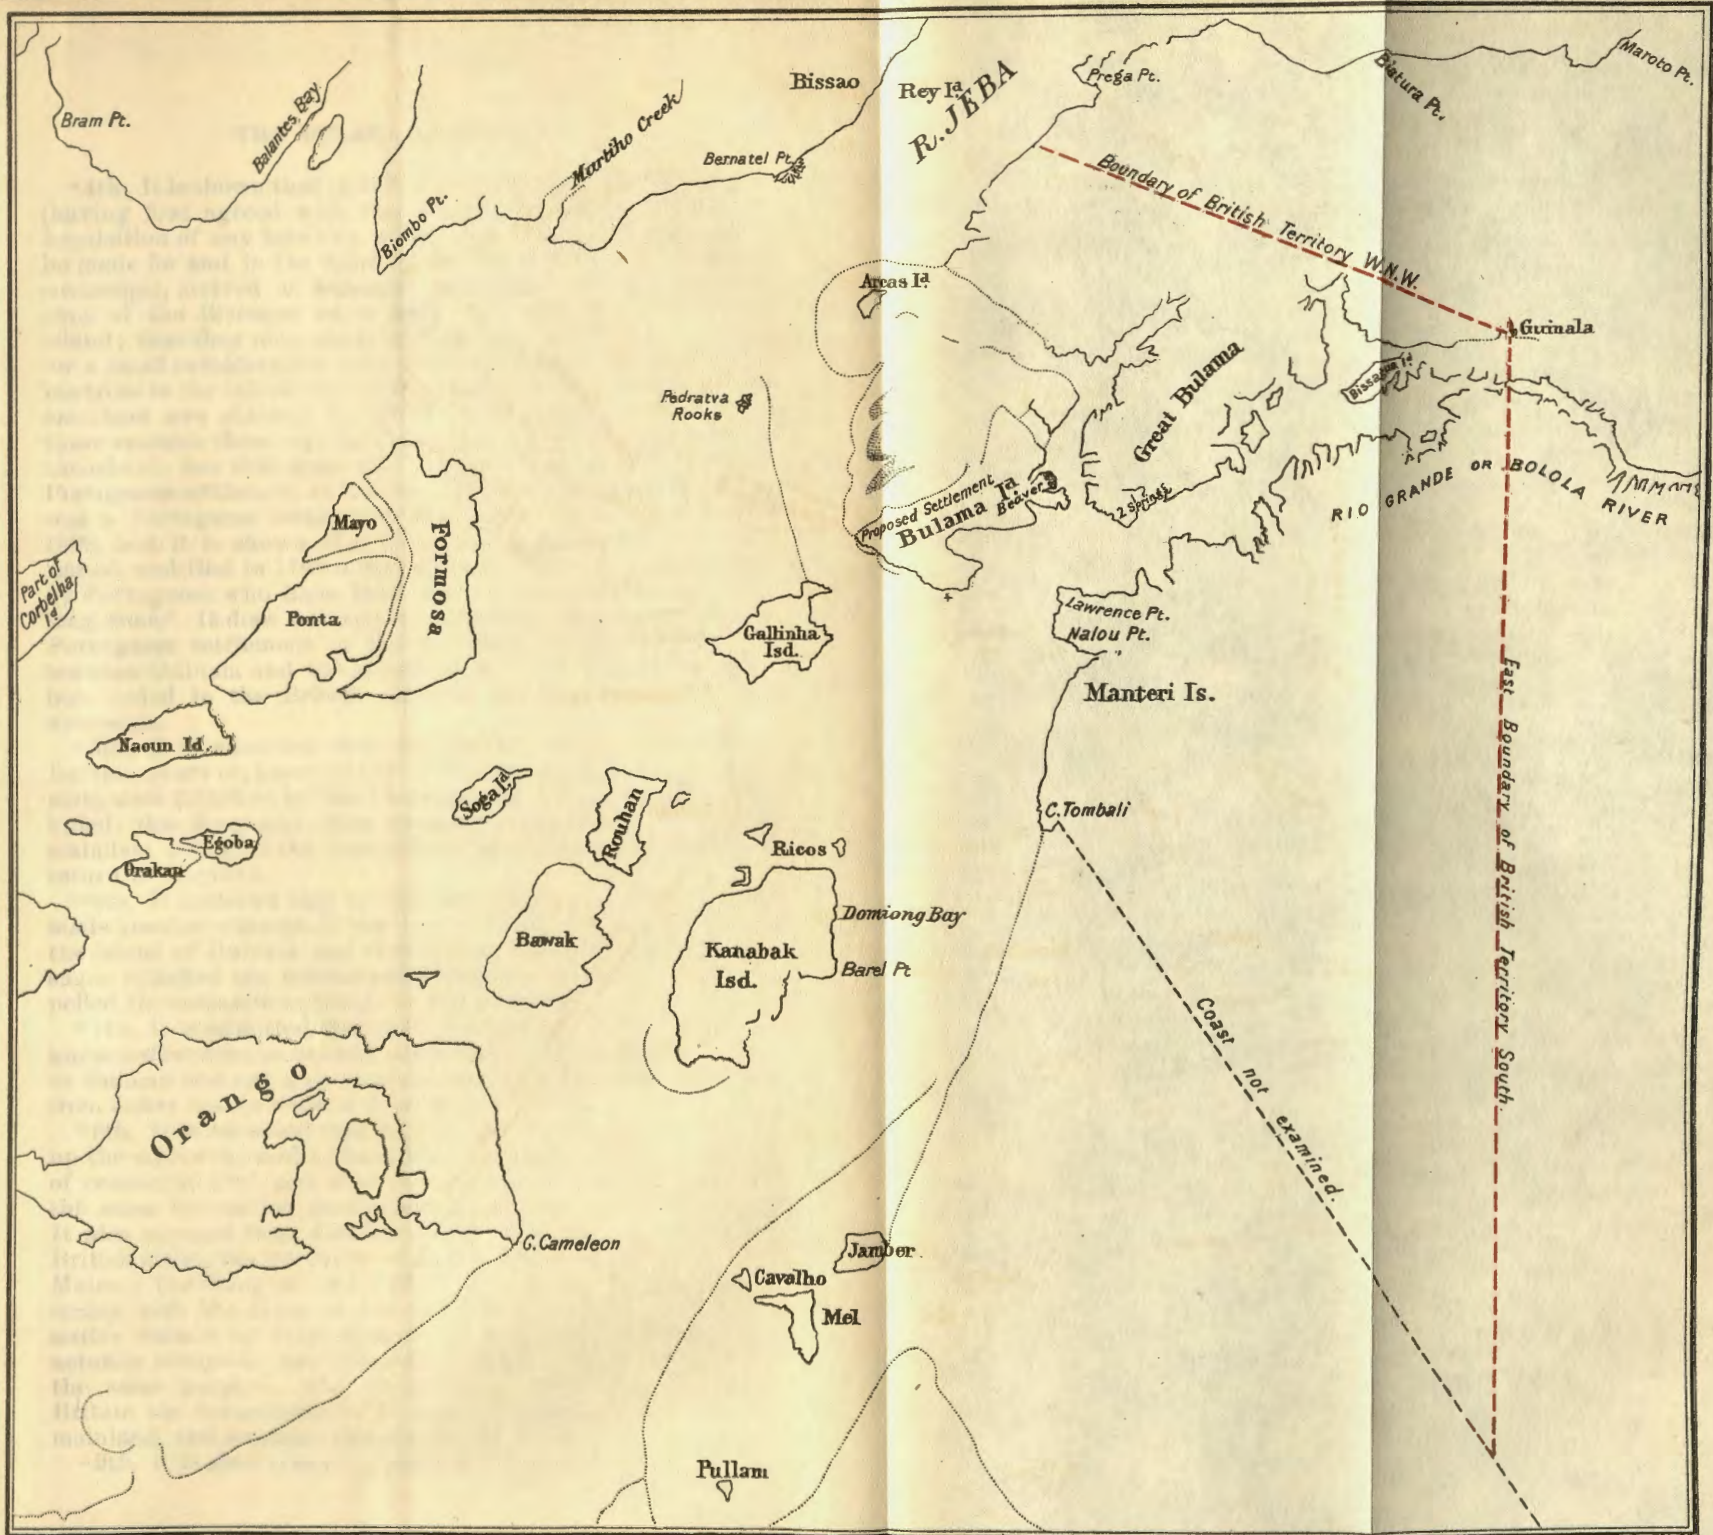 Bram Pt.
Balantes Bay
Biombo Pt.
Martiho Creek
Bissao
Bernatel Pt.
Rey Id.
R. JEBA
Prega Pt.
Biatura Pt.
Maroto Pt.
Boundary of British Territory W.N.W.
Guinala
Areas Id.
Pedratva
Rooks
Great Bulama
Bissagua Id.
RIO GRANDE OR BOLOLA RIVER
Proposed Settlement
Bulama Id.
Beaver
2 Springs
Mayo
Formosa
Ponta
Part of
Corbelha
Id.
Gallinha
Isd.
Lawrence Pt.
Nalou Pt.
Manteri Is.
Naoun Id.
Soga Id.
Rouhan
C. Tombali
Egoba
Orakan
Ricos
Bawak
Kanabak
Isd.
Domiong Bay
Barel Pt
East Boundary of British Territory South.
Coast not examined.
Orango
C. Cameleon
Jamber
Cavalho
Mel
Pullam